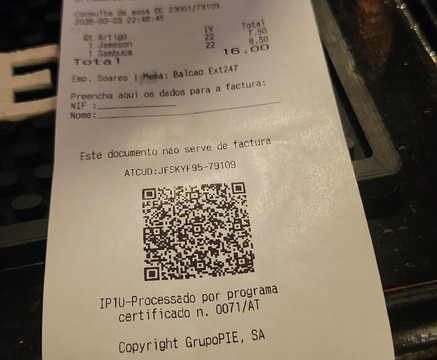 Consulta de mesa DC 23001/79109
2026-03-03 22:46:45
Qt Artigo IV Total
1 Jameson 22 7.50
1 Sambuca 22 8.50
Total 16.00
Emp. Soares | Mesa: Balcao Ext247
Preencha aqui os dados para a factura:
NIF :
Nome:
Este documento nao serve de factura
ATCUD:JFSKYF95-79109
IP1U-Processado por programa
certificado n. 0071/AT
Copyright GrupoPIE, SA
E